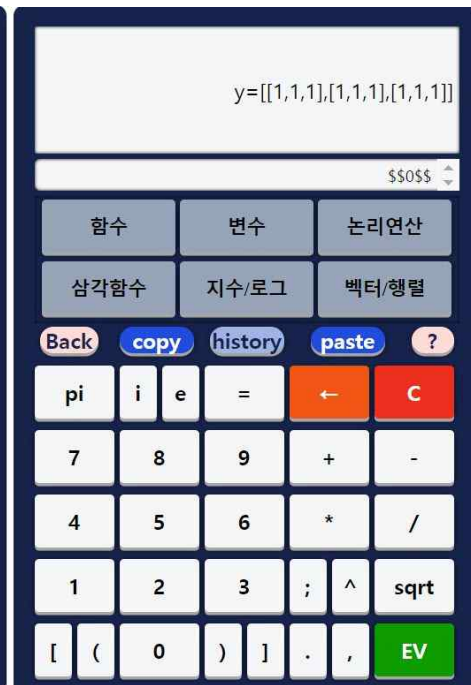 y=[[1,1,1],[1,1,1],[1,1,1]]
$$0$$
함수 변수 논리연산
삼각함수 지수/로그 벡터/행렬
Back copy history paste ?
pi i e = ← C
7 8 9 + -
4 5 6 * /
1 2 3 ; ^ sqrt
[ ( 0 ) ] . , EV